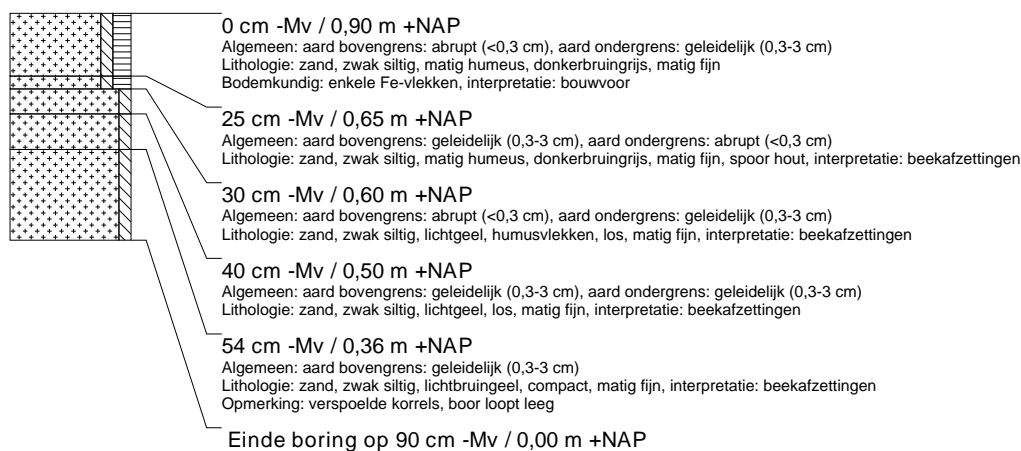 0 cm -Mv / 0,90 m +NAP
Algemeen: aard bovengrens: abrupt (<0,3 cm), aard ondergrens: geleidelijk (0,3-3 cm)
Lithologie: zand, zwak siltig, matig humeus, donkerbruingrijs, matig fijn
Bodemkundig: enkele Fe-vlekken, interpretatie: bouwvoor
25 cm -Mv / 0,65 m +NAP
Algemeen: aard bovengrens: geleidelijk (0,3-3 cm), aard ondergrens: abrupt (<0,3 cm)
Lithologie: zand, zwak siltig, matig humeus, donkerbruingrijs, matig fijn, spoor hout, interpretatie: beekafzettingen
30 cm -Mv / 0,60 m +NAP
Algemeen: aard bovengrens: abrupt (<0,3 cm), aard ondergrens: geleidelijk (0,3-3 cm)
Lithologie: zand, zwak siltig, lichtgeel, humusvlekken, los, matig fijn, interpretatie: beekafzettingen
40 cm -Mv / 0,50 m +NAP
Algemeen: aard bovengrens: geleidelijk (0,3-3 cm), aard ondergrens: geleidelijk (0,3-3 cm)
Lithologie: zand, zwak siltig, lichtgeel, los, matig fijn, interpretatie: beekafzettingen
54 cm -Mv / 0,36 m +NAP
Algemeen: aard bovengrens: geleidelijk (0,3-3 cm)
Lithologie: zand, zwak siltig, lichtbruingeel, compact, matig fijn, interpretatie: beekafzettingen
Opmerking: verspoelde korrels, boor loopt leeg
Einde boring op 90 cm -Mv / 0,00 m +NAP